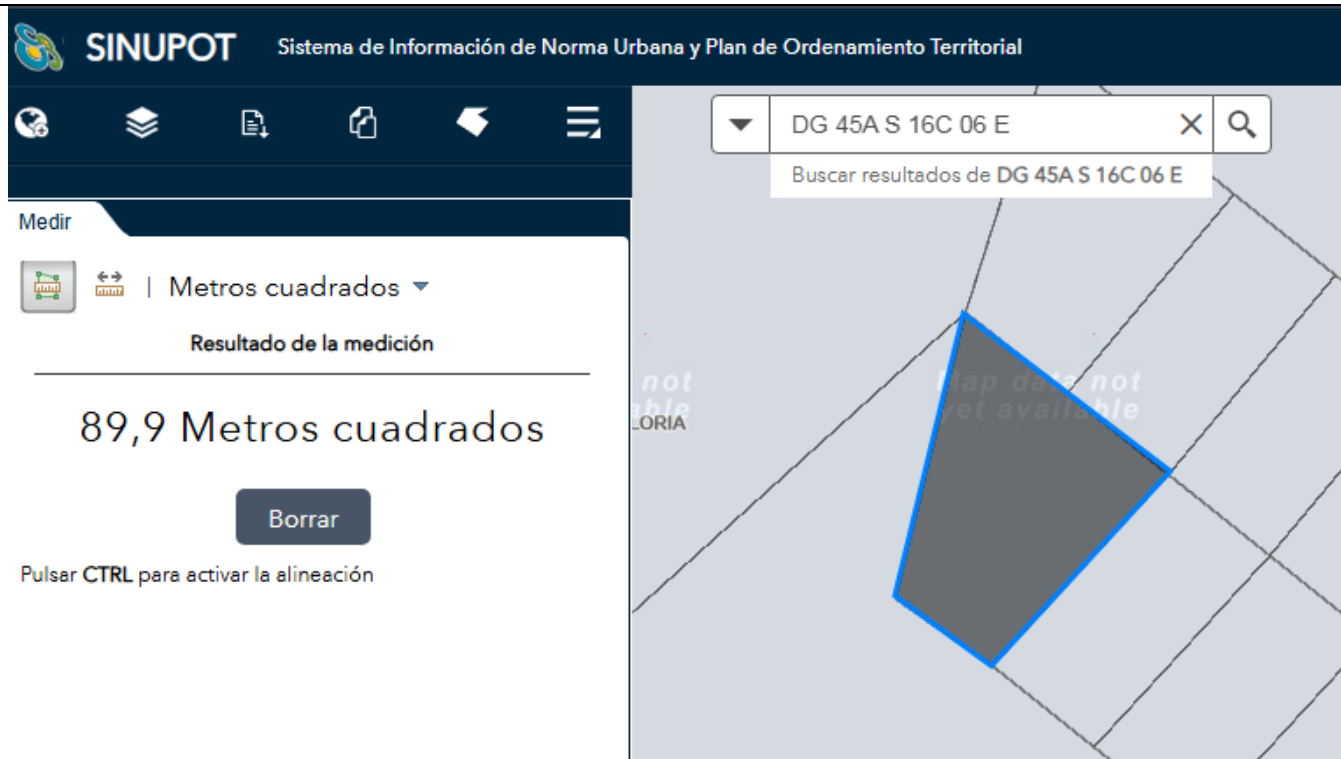 SINUPOT Sistema de Información de Norma Urbana y Plan de Ordenamiento Territorial
DG 45A S 16C 06 E
Buscar resultados de DG 45A S 16C 06 E
Medir
| Metros cuadrados
Resultado de la medición
89,9 Metros cuadrados
Borrar
Pulsar CTRL para activar la alineación
not
LORIA
Map data not
yet available